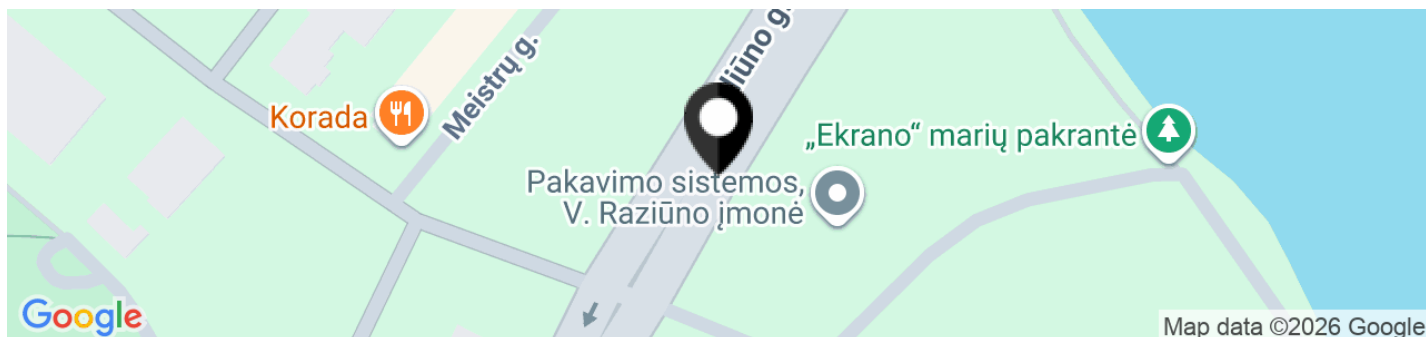 Korada
Meistrų g.
„Ekrano“ marių pakrantė
Pakavimo sistemos,
V. Raziūno įmonė
Google
Map data ©2026 Google